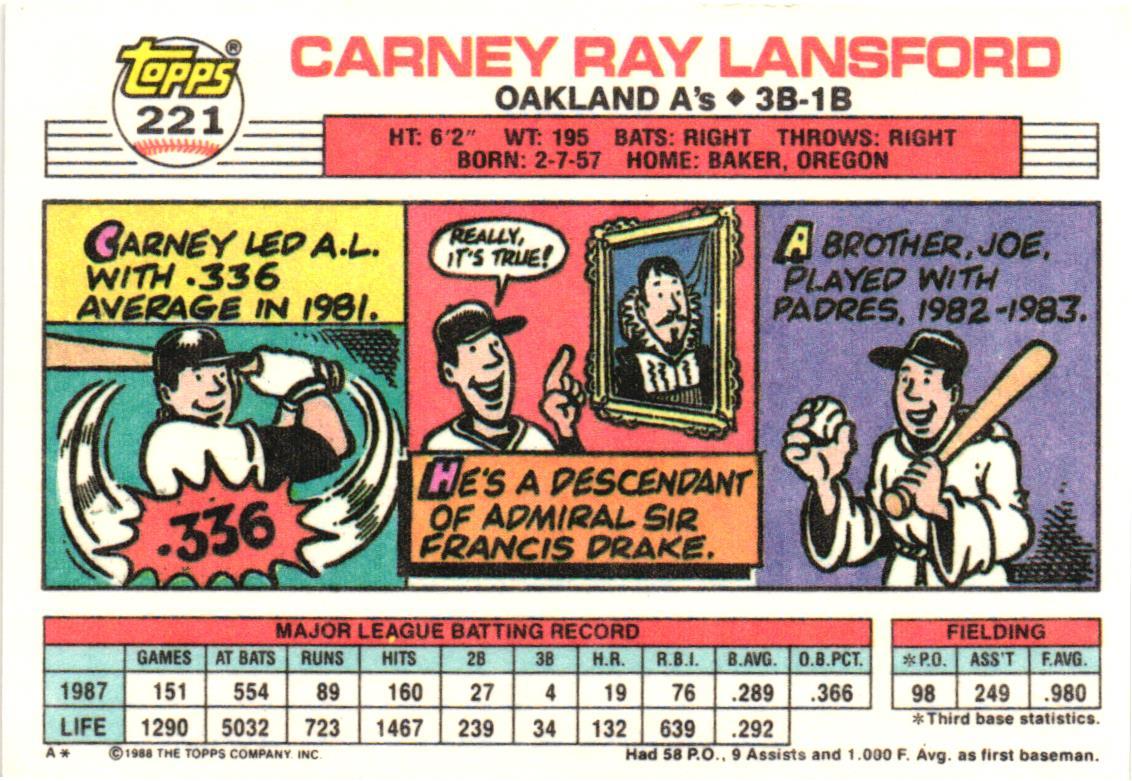 Topps®
221
CARNEY RAY LANSFORD
OAKLAND A's ◆ 3B-1B
HT: 6'2" WT: 195 BATS: RIGHT THROWS: RIGHT
BORN: 2-7-57 HOME: BAKER, OREGON
CARNEY LED A.L.
WITH .336
AVERAGE IN 1981.
.336
REALLY,
IT'S TRUE!
HE'S A DESCENDANT
OF ADMIRAL SIR
FRANCIS DRAKE.
A BROTHER, JOE,
PLAYED WITH
PADRES, 1982-1983.
MAJOR LEAGUE BATTING RECORD
GAMES AT BATS RUNS HITS 2B 3B H.R. R.B.I. B.AVG. O.B.PCT.
1987 151 554 89 160 27 4 19 76 .289 .366
LIFE 1290 5032 723 1467 239 34 132 639 .292
FIELDING
*P.O. ASS'T F.AVG.
98 249 .980
*Third base statistics.
A* ©1988 THE TOPPS COMPANY, INC.
Had 58 P.O., 9 Assists and 1.000 F. Avg. as first baseman.